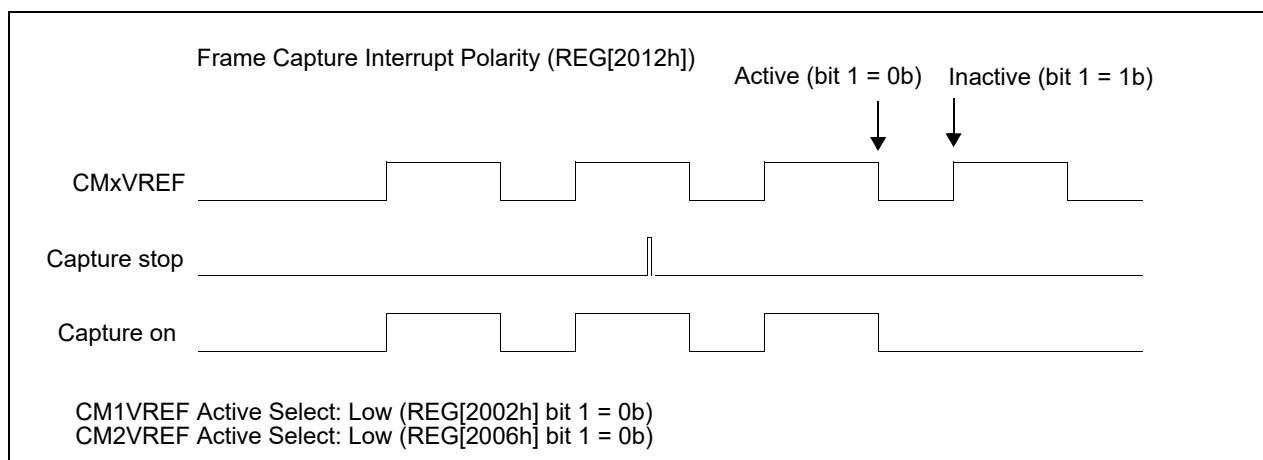 Frame Capture Interrupt Polarity (REG[2012h])
Active (bit 1 = 0b) Inactive (bit 1 = 1b)
CMxVREF
Capture stop
Capture on
CM1VREF Active Select: Low (REG[2002h] bit 1 = 0b)
CM2VREF Active Select: Low (REG[2006h] bit 1 = 0b)